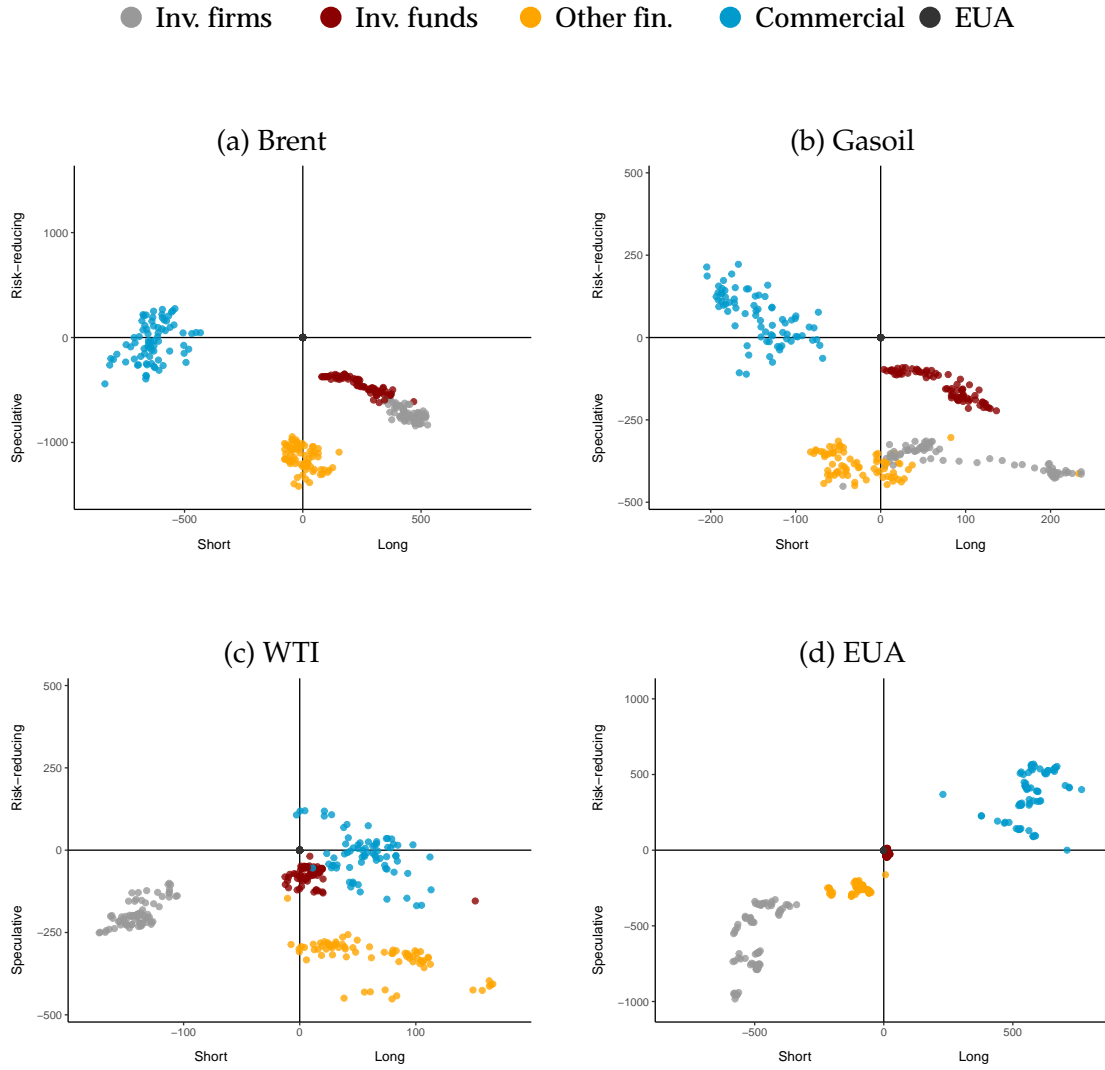 Inv. firms Inv. funds Other fin. Commercial EUA
(a) Brent
Risk−reducing
Speculative
1000
0
−1000
−500 0 500
Short Long
(b) Gasoil
Risk−reducing
Speculative
500
250
0
−250
−500
−200 −100 0 100 200
Short Long
(c) WTI
Risk−reducing
Speculative
500
250
0
−250
−500
−100 0 100
Short Long
(d) EUA
Risk−reducing
Speculative
1000
500
0
−500
−1000
−500 0 500
Short Long